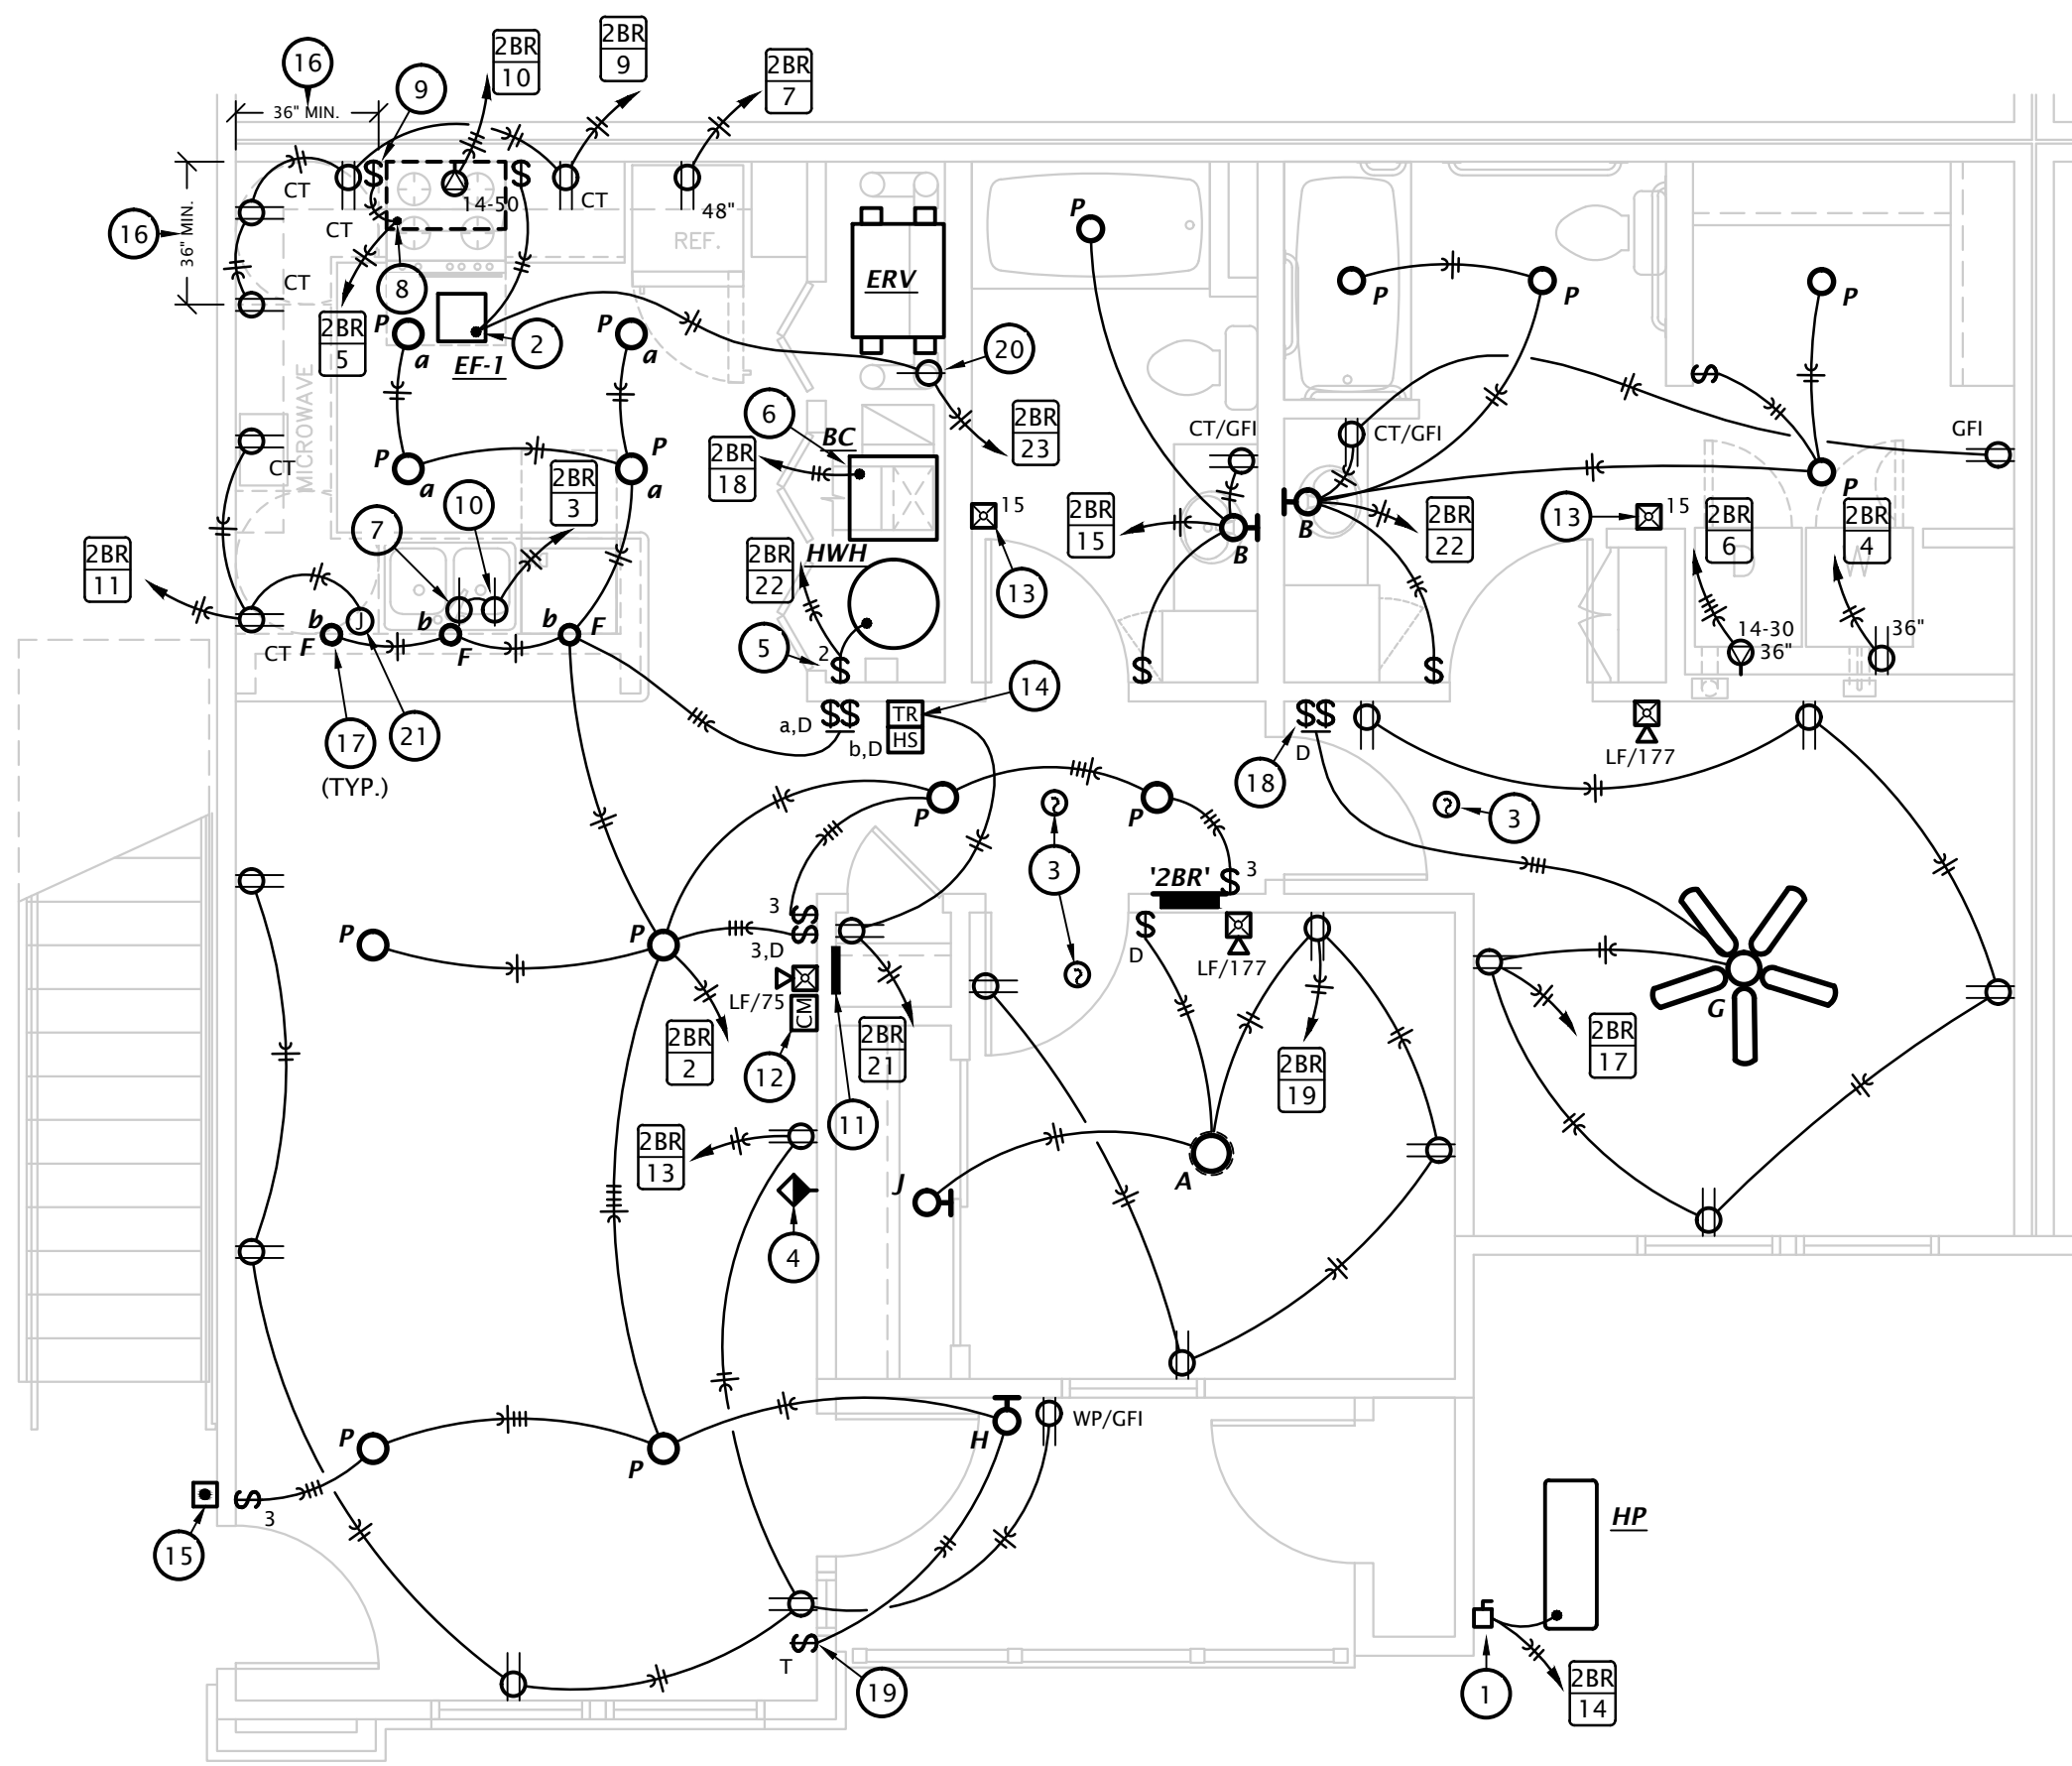 16
9
2BR
10
2BR
9
2BR
7
36" MIN.
16
36" MIN.
CT
CT
CT
CT
14-50
48"
REF.
8
2BR
5
MICROWAVE
P
a
EF-1
2
P
a
ERV
20
P
P
P
P
6
BC
2BR
18
2BR
23
CT/GFI
CT/GFI
GFI
CT
P
a
P
a
7
10
2BR
3
13
15
2BR
15
B
B
2BR
22
13
15
2BR
6
P
2BR
4
D
W
2BR
11
2BR
22
HWH
13
b
F
J
b
F
b
F
CT
5
2
14-30
36"
36"
17
(TYP.)
21
a,D
b,D
TR
HS
14
18
D
LF/177
P
P
3
3
3
'2BR'
3
P
P
3,D
LF/75
CM
D
LF/177
2BR
2
12
2BR
21
11
2BR
19
2BR
17
G
2BR
13
4
J
A
P
P
H
WP/GFI
3
15
HP
T
19
1
2BR
14